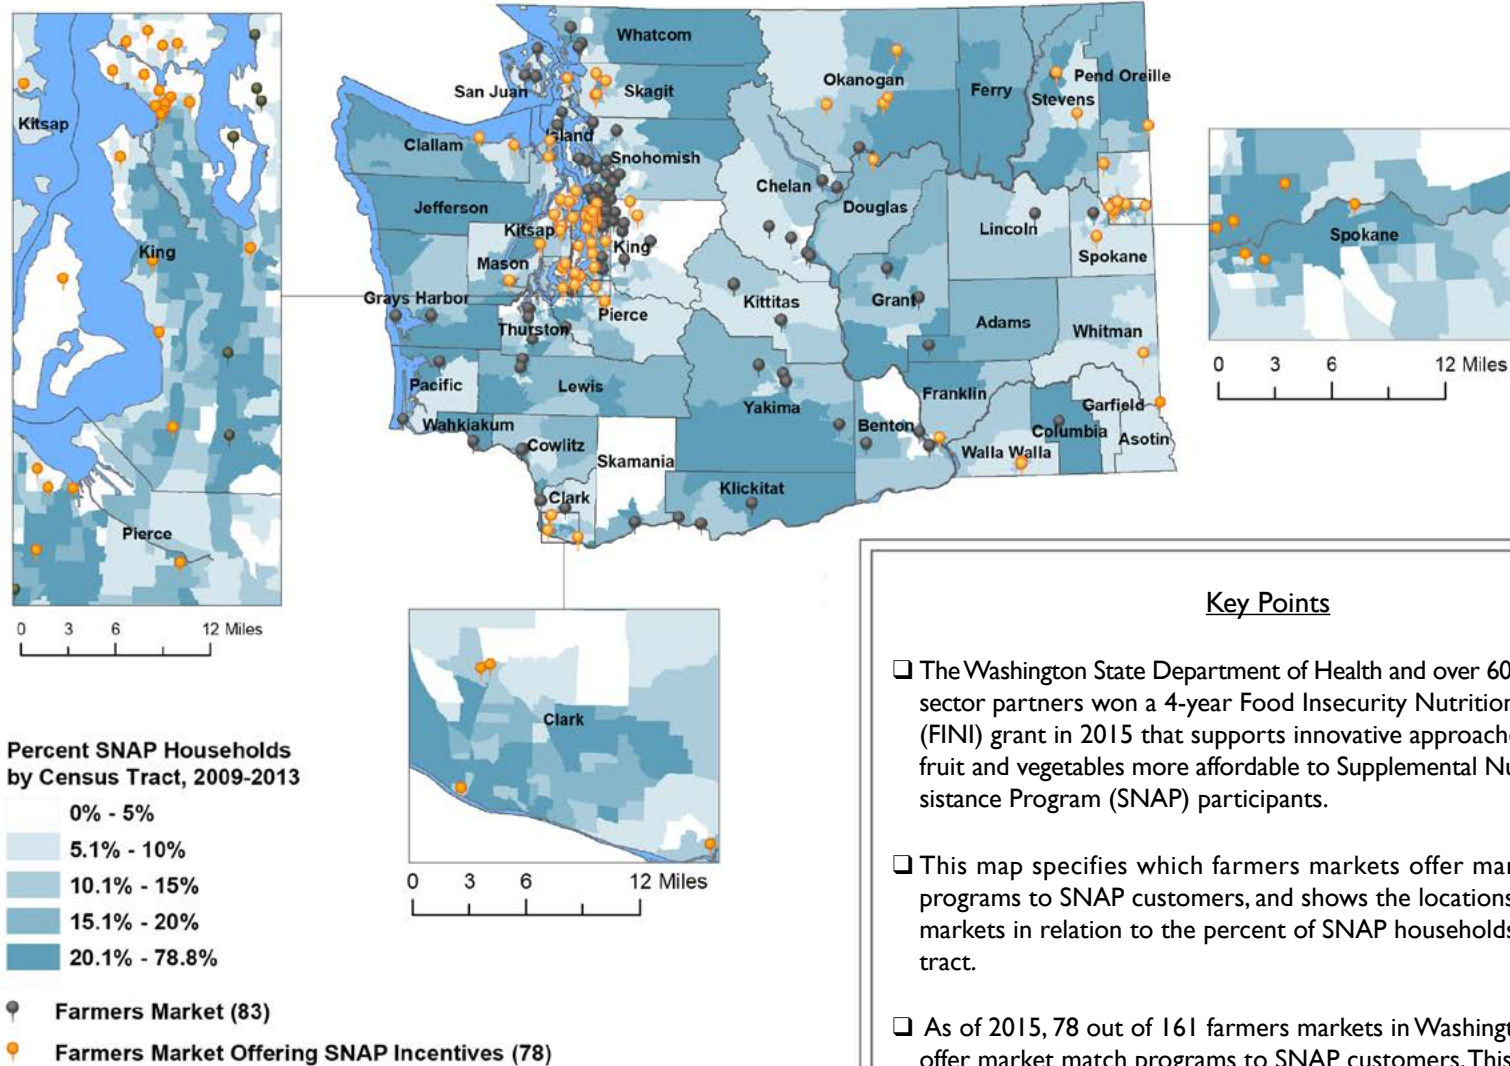 Kitsap
King
Pierce
0 3 6 12 Miles
Whatcom
San Juan
Skagit
Island
Clallam
Snohomish
Jefferson
Kitsap
King
Mason
Grays Harbor
Pierce
Thurston
Pacific
Lewis
Wahkiakum
Cowlitz
Skamania
Clark
Okanogan
Ferry
Stevens
Pend Oreille
Chelan
Douglas
Lincoln
Spokane
Kittitas
Grant
Adams
Whitman
Yakima
Franklin
Benton
Garfield
Columbia
Walla Walla
Asotin
Klickitat
Spokane
0 3 6 12 Miles
Clark
0 3 6 12 Miles
Percent SNAP Households
by Census Tract, 2009-2013
0% - 5%
5.1% - 10%
10.1% - 15%
15.1% - 20%
20.1% - 78.8%
Farmers Market (83)
Farmers Market Offering SNAP Incentives (78)
Key Points
❑ The Washington State Department of Health and over 60
sector partners won a 4-year Food Insecurity Nutrition
(FINI) grant in 2015 that supports innovative approache
fruit and vegetables more affordable to Supplemental Nu
sistance Program (SNAP) participants.
❑ This map specifies which farmers markets offer mar
programs to SNAP customers, and shows the locations
markets in relation to the percent of SNAP households
tract.
❑ As of 2015, 78 out of 161 farmers markets in Washingt
offer market match programs to SNAP customers. This